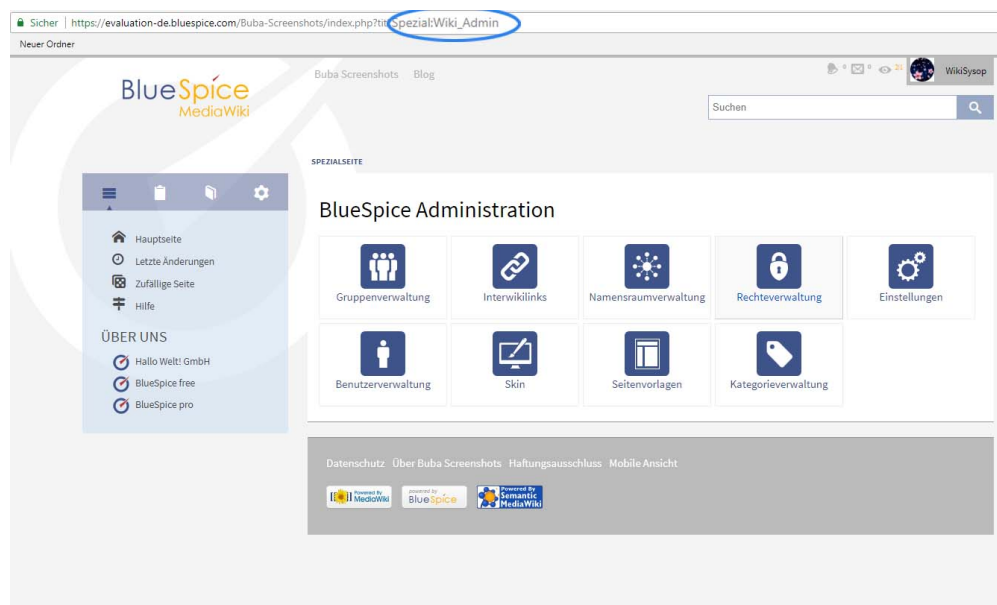 Sicher | https://evaluation-de.bluespice.com/Buba-Screenshots/index.php?tit Spezial:Wiki_Admin
Neuer Ordner
BlueSpice
MediaWiki
Buba Screenshots Blog
WikiSysop
Suchen
SPEZIALSEITE
BlueSpice Administration
Hauptseite
Letzte Änderungen
Zufällige Seite
Hilfe
ÜBER UNS
Hallo Welt! GmbH
BlueSpice free
BlueSpice pro
Gruppenverwaltung Interwikilinks Namensraumverwaltung Rechteverwaltung Einstellungen
Benutzerverwaltung Skin Seitenvorlagen Kategorieverwaltung
Datenschutz Über Buba Screenshots Haftungsausschluss Mobile Ansicht
Powered By
MediaWiki
powered by
BlueSpice
Powered By
Semantic
MediaWiki